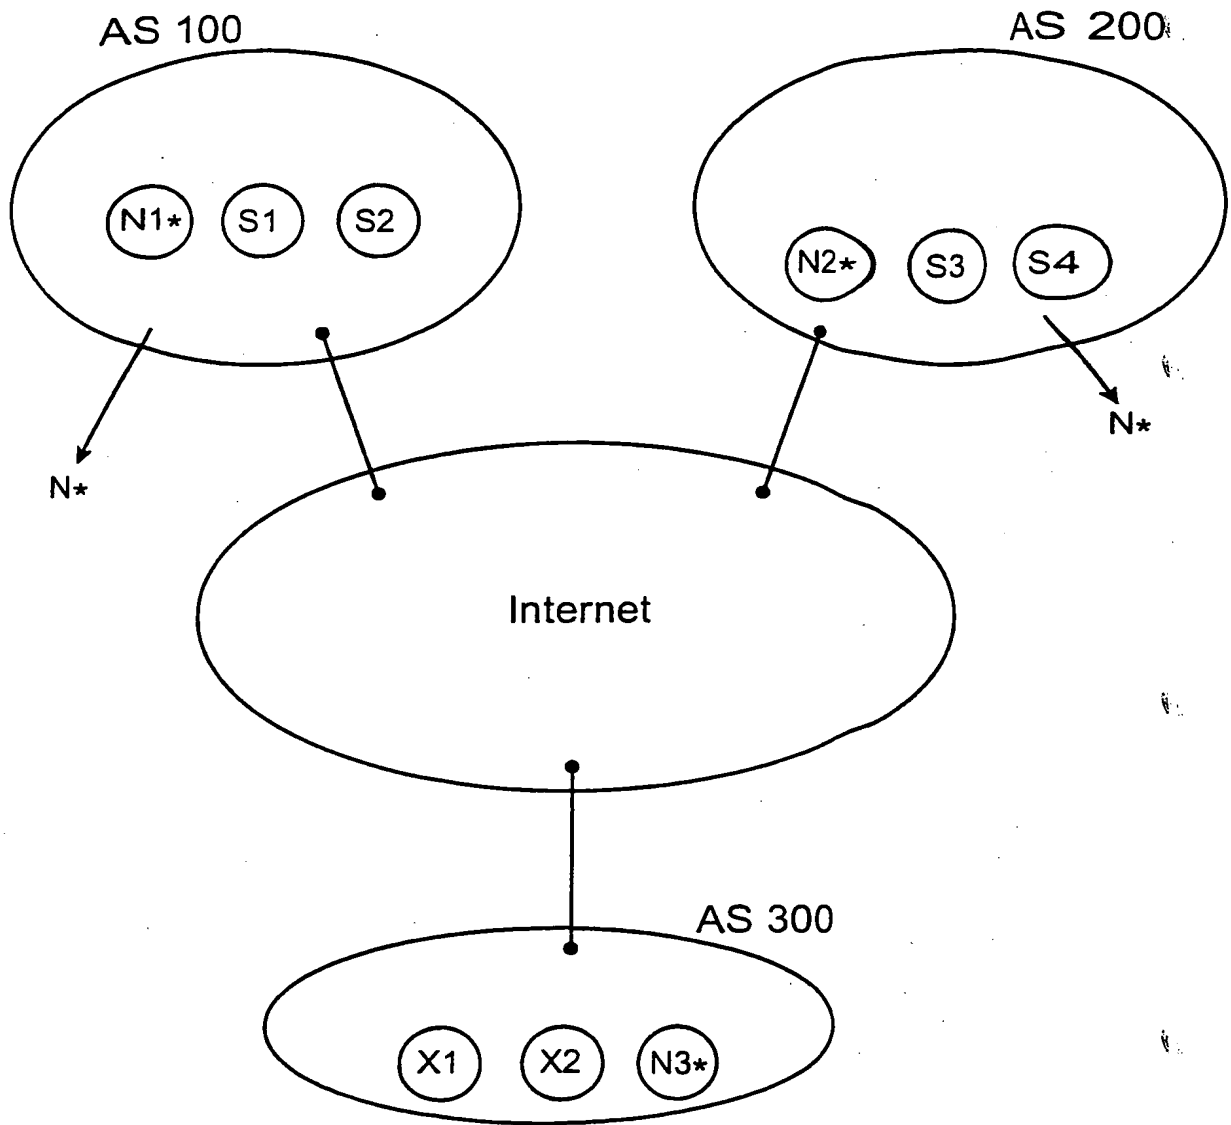 AS 100
AS 200
N1* S1 S2
N2* S3 S4
N*
N*
Internet
AS 300
X1 X2 N3*